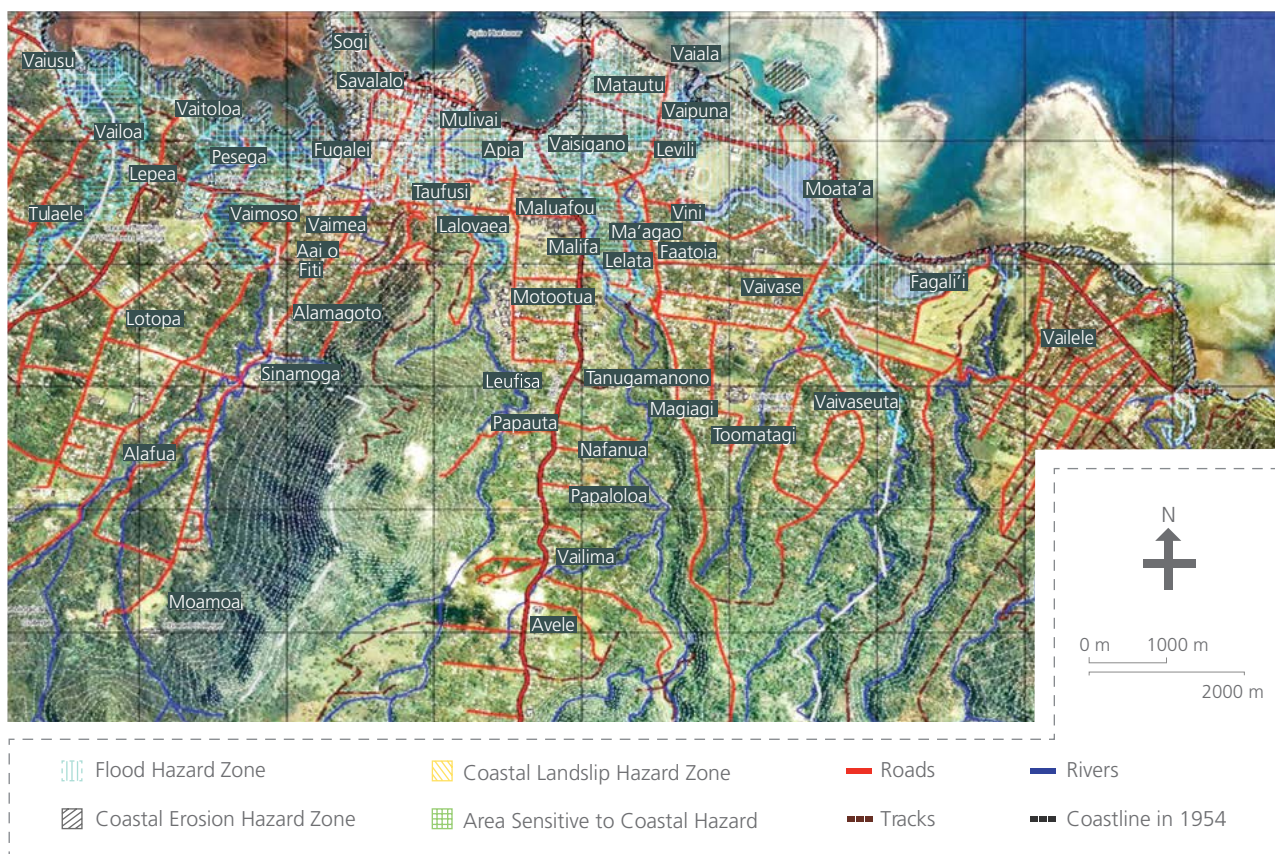 Sogi
Apia Harbour
Vaiusu
Vaiala
Savalalo'
Matautu
Vaitoloa
Vaipuna
Mulivai
Vailoa
Pesega
Fugalei
Apia
Vaisigano
Levili
Lepea
Taufusi
Moata'a
Tulaele
Vaimoso
Vaimea
Lalovaea
Maluafou
Vini
Ma'agao
Malifa
Faatoia
Aai o
Fiti
Lelata
Vaivase
Fagali'i
Motootua
Lotopa
Alamagoto
Vailele
Sinamoga
Leufisa
Tanugamanono
Magiagi
Vaivaseuta
Papauta
Toomatagi
Alafua
Nafanua
Papaloloa
Vailima
Moamoa
Avele
N
0 m 1000 m
2000 m
Flood Hazard Zone
Coastal Landslip Hazard Zone
Roads
Rivers
Coastal Erosion Hazard Zone
Area Sensitive to Coastal Hazard
Tracks
Coastline in 1954